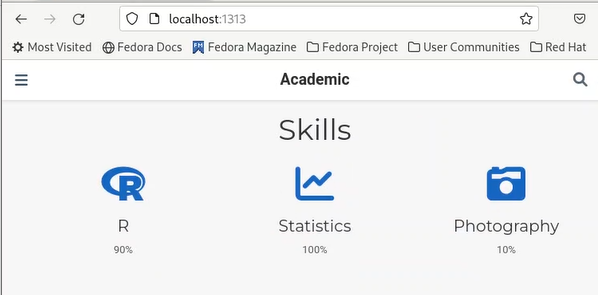 localhost:1313
Most Visited Fedora Docs FM Fedora Magazine Fedora Project User Communities Red Hat
Academic
Skills
R
R Statistics Photography
90% 100% 10%